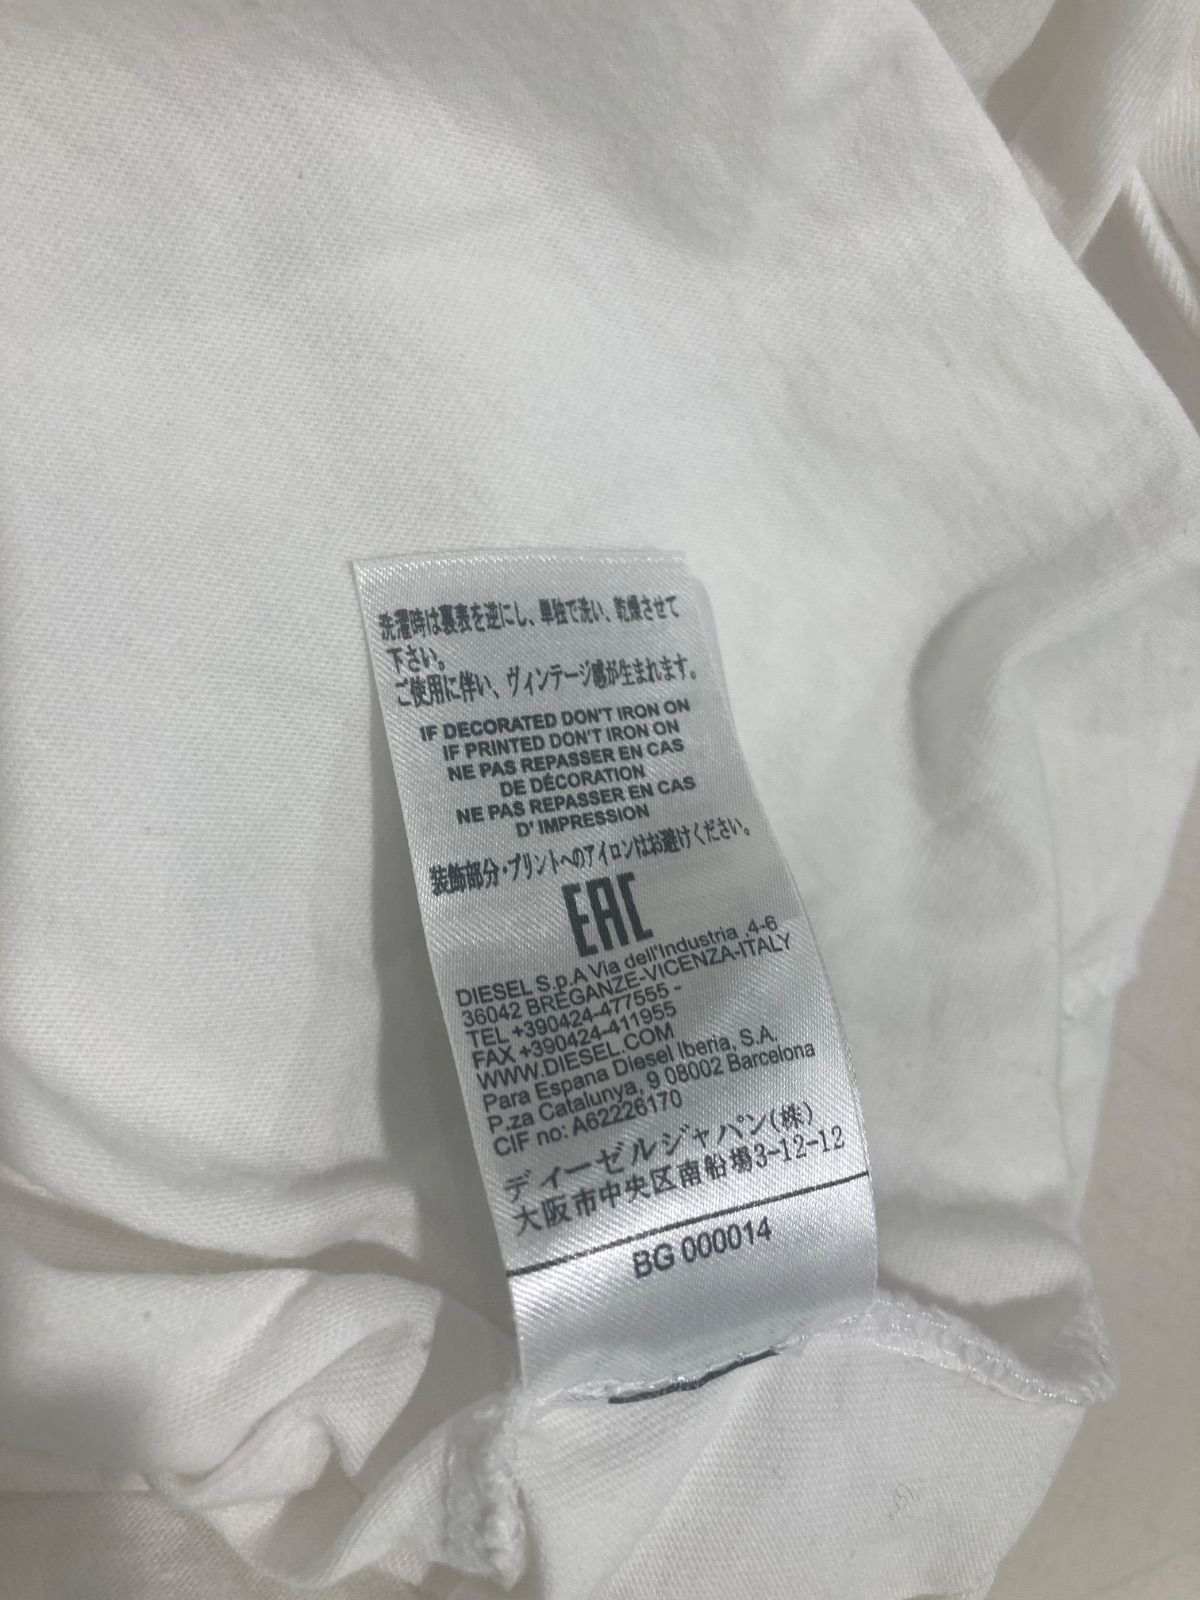 洗濯時は裏表を逆にし、単独で洗い、乾燥させて
下さい。
ご使用に伴い、ヴィンテージ感が生まれます。
IF DECORATED DON'T IRON ON
IF PRINTED DON'T IRON ON
NE PAS REPASSER EN CAS
DE DÉCORATION
NE PAS REPASSER EN CAS
D' IMPRESSION
装飾部分・プリントへのアイロンはお避けください。
EAC
DIESEL S.p.A Via dell'Industria .4-6
36042 BREGANZE-VICENZA-ITALY
TEL +390424-477555 -
FAX +390424-411955
WWW.DIESEL.COM
Para Espana Diesel Iberia, S.A.
P.za Catalunya, 9 08002 Barcelona
CIF no: A62226170
ディーゼルジャパン(株)
大阪市中央区南船場3-12-12
BG 000014